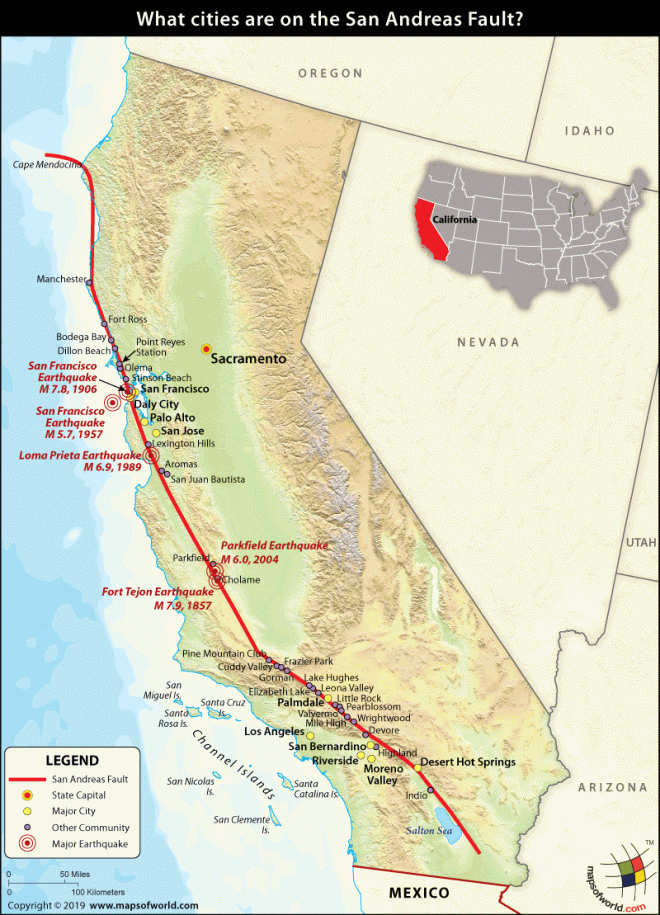 What cities are on the San Andreas Fault?
OREGON
IDAHO
Cape Mendocino
California
Manchester
NEVADA
Fort Ross
Bodega Bay
Point Reyes
Station
Dillon Beach
Sacramento
Olema
San Francisco
Earthquake
M 7.8, 1906
Stinson Beach
San Francisco
Daly City
San Francisco
Earthquake
M 5.7, 1957
Palo Alto
San Jose
Lexington Hills
Loma Prieta Earthquake
M 6.9, 1989
Aromas
San Juan Bautista
UTAH
Parkfield Earthquake
M 6.0, 2004
Parkfield
Cholame
Fort Tejon Earthquake
M 7.9, 1857
Pine Mountain Club
Frazier Park
Cuddy Valley
Gorman
Lake Hughes
Leona Valley
Elizabeth Lake
Little Rock
Palmdale
Pearblossom
Valyermo
Wrightwood
Mile High
Devore
San
Miguel Is.
Santa Cruz
Is.
Santa
Rosa Is.
Los Angeles
San Bernardino
Highland
Riverside
Desert Hot Springs
Moreno
Valley
Channel Islands
San Nicolas
Is.
Santa
Catalina Is.
Indio
ARIZONA
San Clemente
Is.
Salton Sea
LEGEND
San Andreas Fault
State Capital
Major City
Other Community
Major Earthquake
0 50 Miles
0 100 Kilometers
MEXICO
Copyright © 2019 www.mapsofworld.com
mapsofworld.com
TM